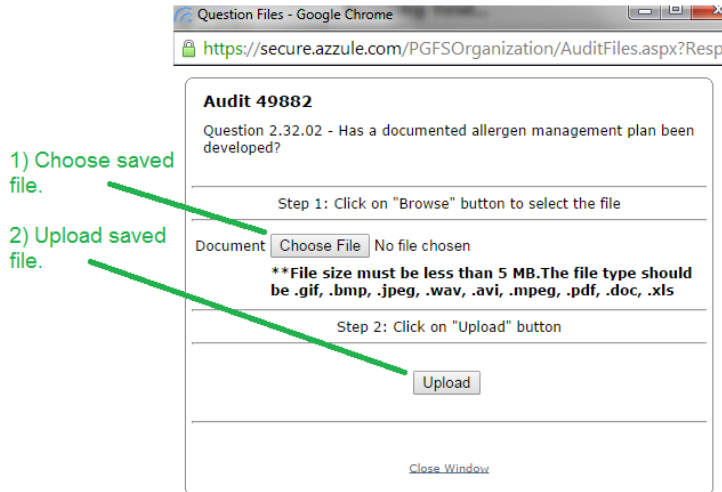 Question Files - Google Chrome
https://secure.azzule.com/PGFSOrganization/AuditFiles.aspx?Resp
Audit 49882
Question 2.32.02 - Has a documented allergen management plan been
developed?
1) Choose saved
file.
Step 1: Click on "Browse" button to select the file
2) Upload saved
file.
Document Choose File No file chosen
**File size must be less than 5 MB.The file type should
be .gif, .bmp, .jpeg, .wav, .avi, .mpeg, .pdf, .doc, .xls
Step 2: Click on "Upload" button
Upload
Close Window